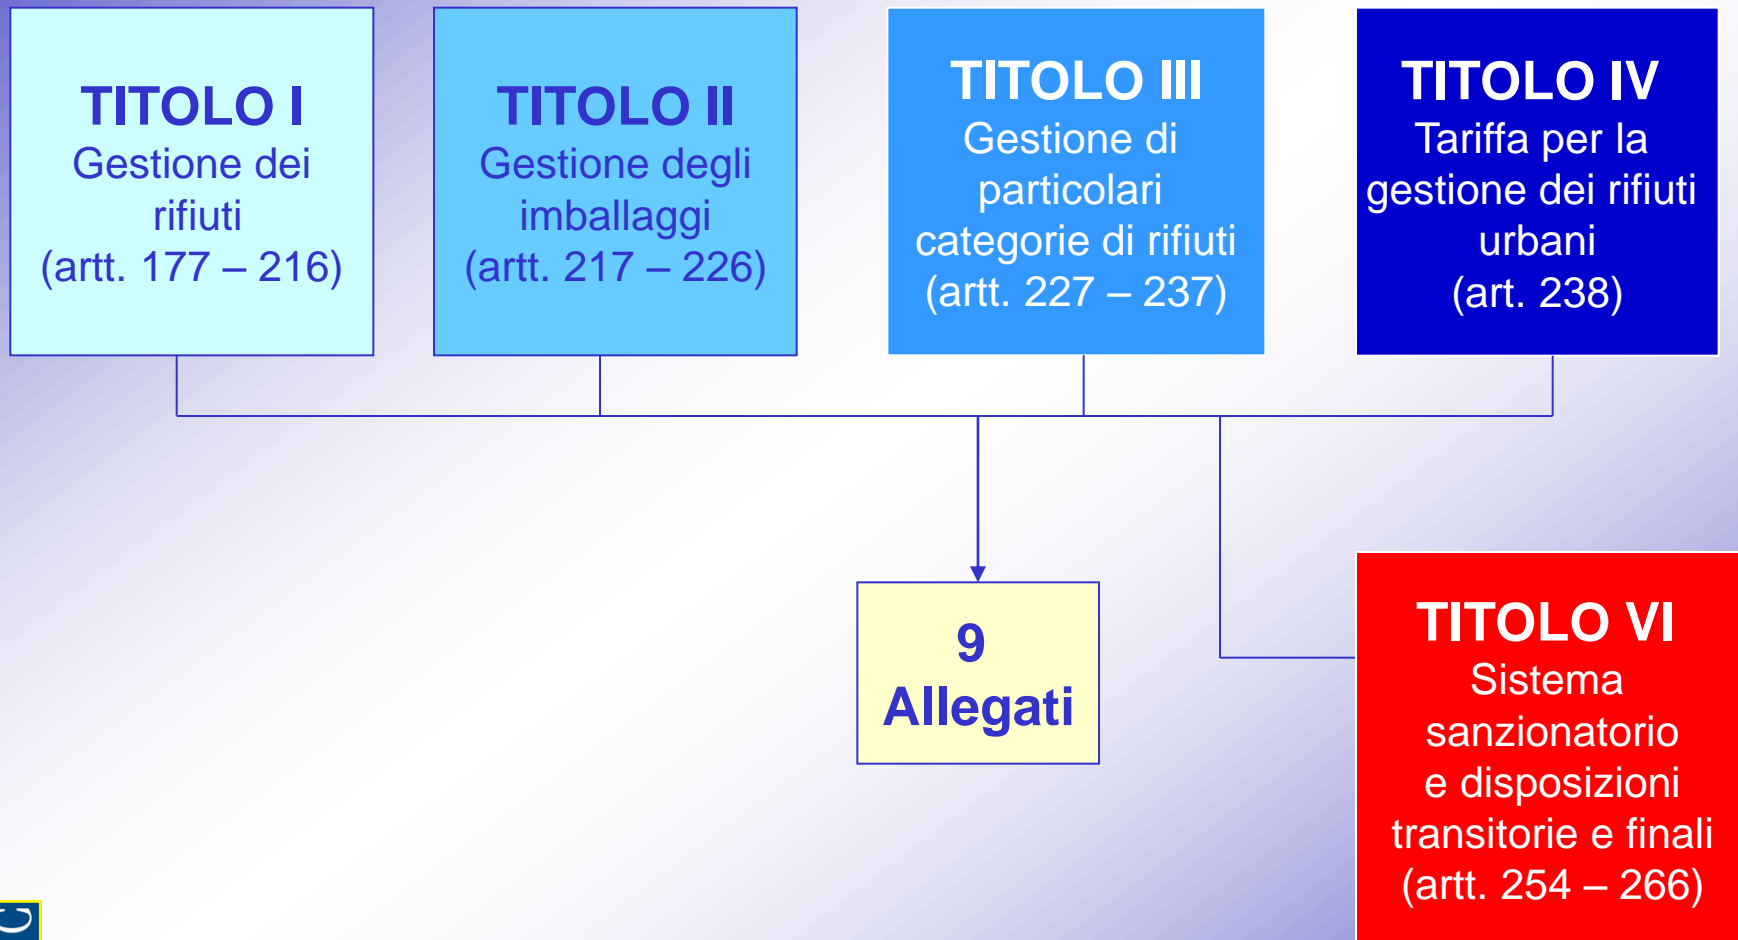 TITOLO I
Gestione dei
rifiuti
(artt. 177 – 216)
TITOLO II
Gestione degli
imballaggi
(artt. 217 – 226)
TITOLO III
Gestione di
particolari
categorie di rifiuti
(artt. 227 – 237)
TITOLO IV
Tariffa per la
gestione dei rifiuti
urbani
(art. 238)
9
Allegati
TITOLO VI
Sistema
sanzionatorio
e disposizioni
transitorie e finali
(artt. 254 – 266)